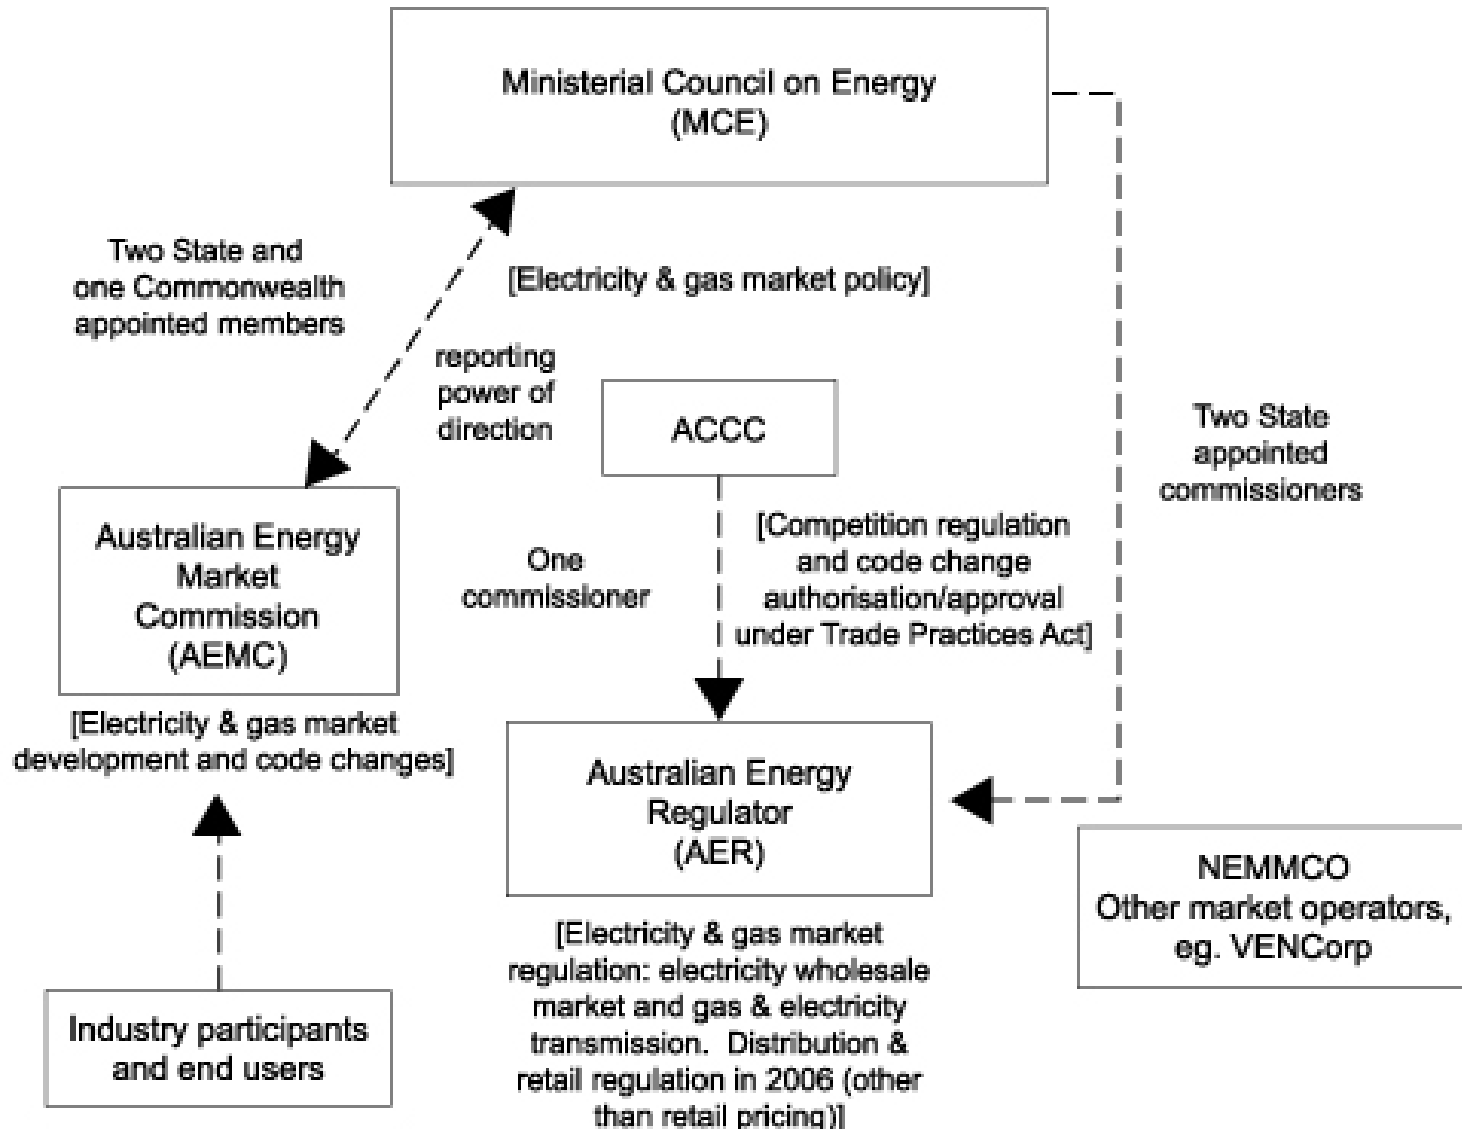 Ministerial Council on Energy
(MCE)
Two State and
one Commonwealth
appointed members
[Electricity & gas market policy]
reporting
power of
direction
ACCC
Two State
appointed
commissioners
Australian Energy
Market
Commission
(AEMC)
One
commissioner
[Competition regulation
and code change
authorisation/approval
under Trade Practices Act]
[Electricity & gas market
development and code changes]
Australian Energy
Regulator
(AER)
NEMMCO
Other market operators,
eg. VENCorp
[Electricity & gas market
regulation: electricity wholesale
market and gas & electricity
transmission. Distribution &
retail regulation in 2006 (other
than retail pricing)]
Industry participants
and end users